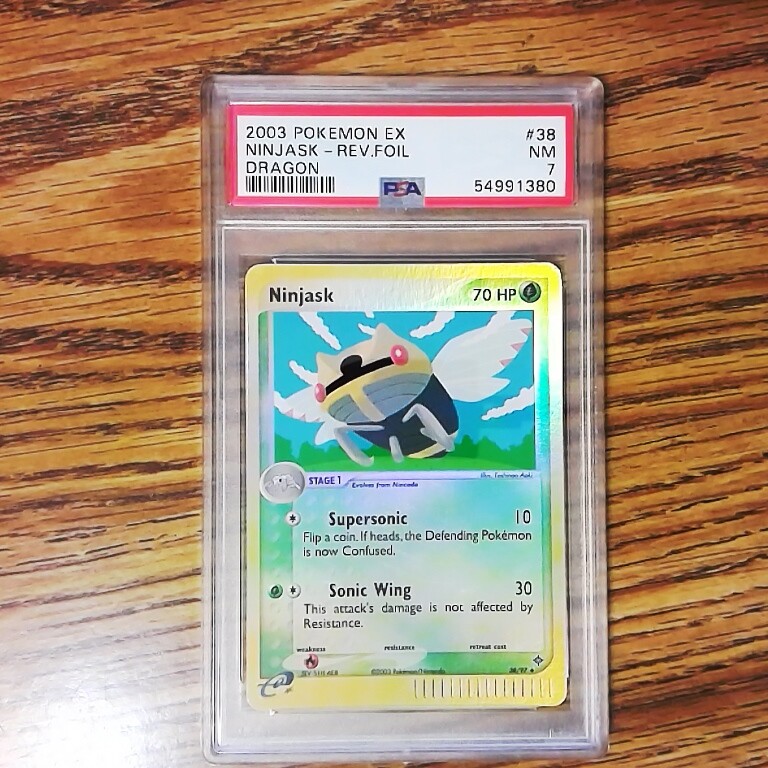 2003 POKEMON EX #38
NINJASK - REV.FOIL NM
DRAGON 7
PSA 54991380
Ninjask 70 HP
STAGE 1 Evolves from Nincada
Supersonic 10
Flip a coin. If heads, the Defending Pokémon
is now Confused.
Sonic Wing 30
This attack's damage is not affected by
Resistance.
weakness resistance retreat cost
©2003 Pokémon/Nintendo 38/97
e